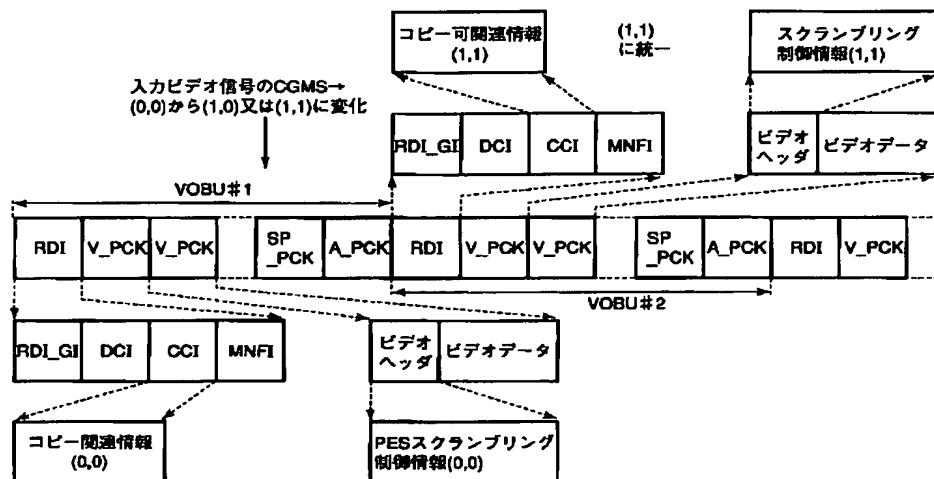 コピー可関連情報
(1,1)
(1,1)
に統一
スクランブリング
制御情報(1,1)
入力ビデオ信号のCGMS→
(0,0)から(1,0)又は(1,1)に変化
RDI_GI
DCI
CCI
MNFI
ビデオ
ヘッダ
ビデオデータ
VOBU#1
RDI
V_PCK
V_PCK
SP
_PCK
A_PCK
RDI
V_PCK
V_PCK
SP
_PCK
A_PCK
RDI
V_PCK
VOBU#2
RDI_GI
DCI
CCI
MNFI
ビデオ
ヘッダ
ビデオデータ
コピー関連情報
(0,0)
PESスクランブリング
制御情報(0,0)